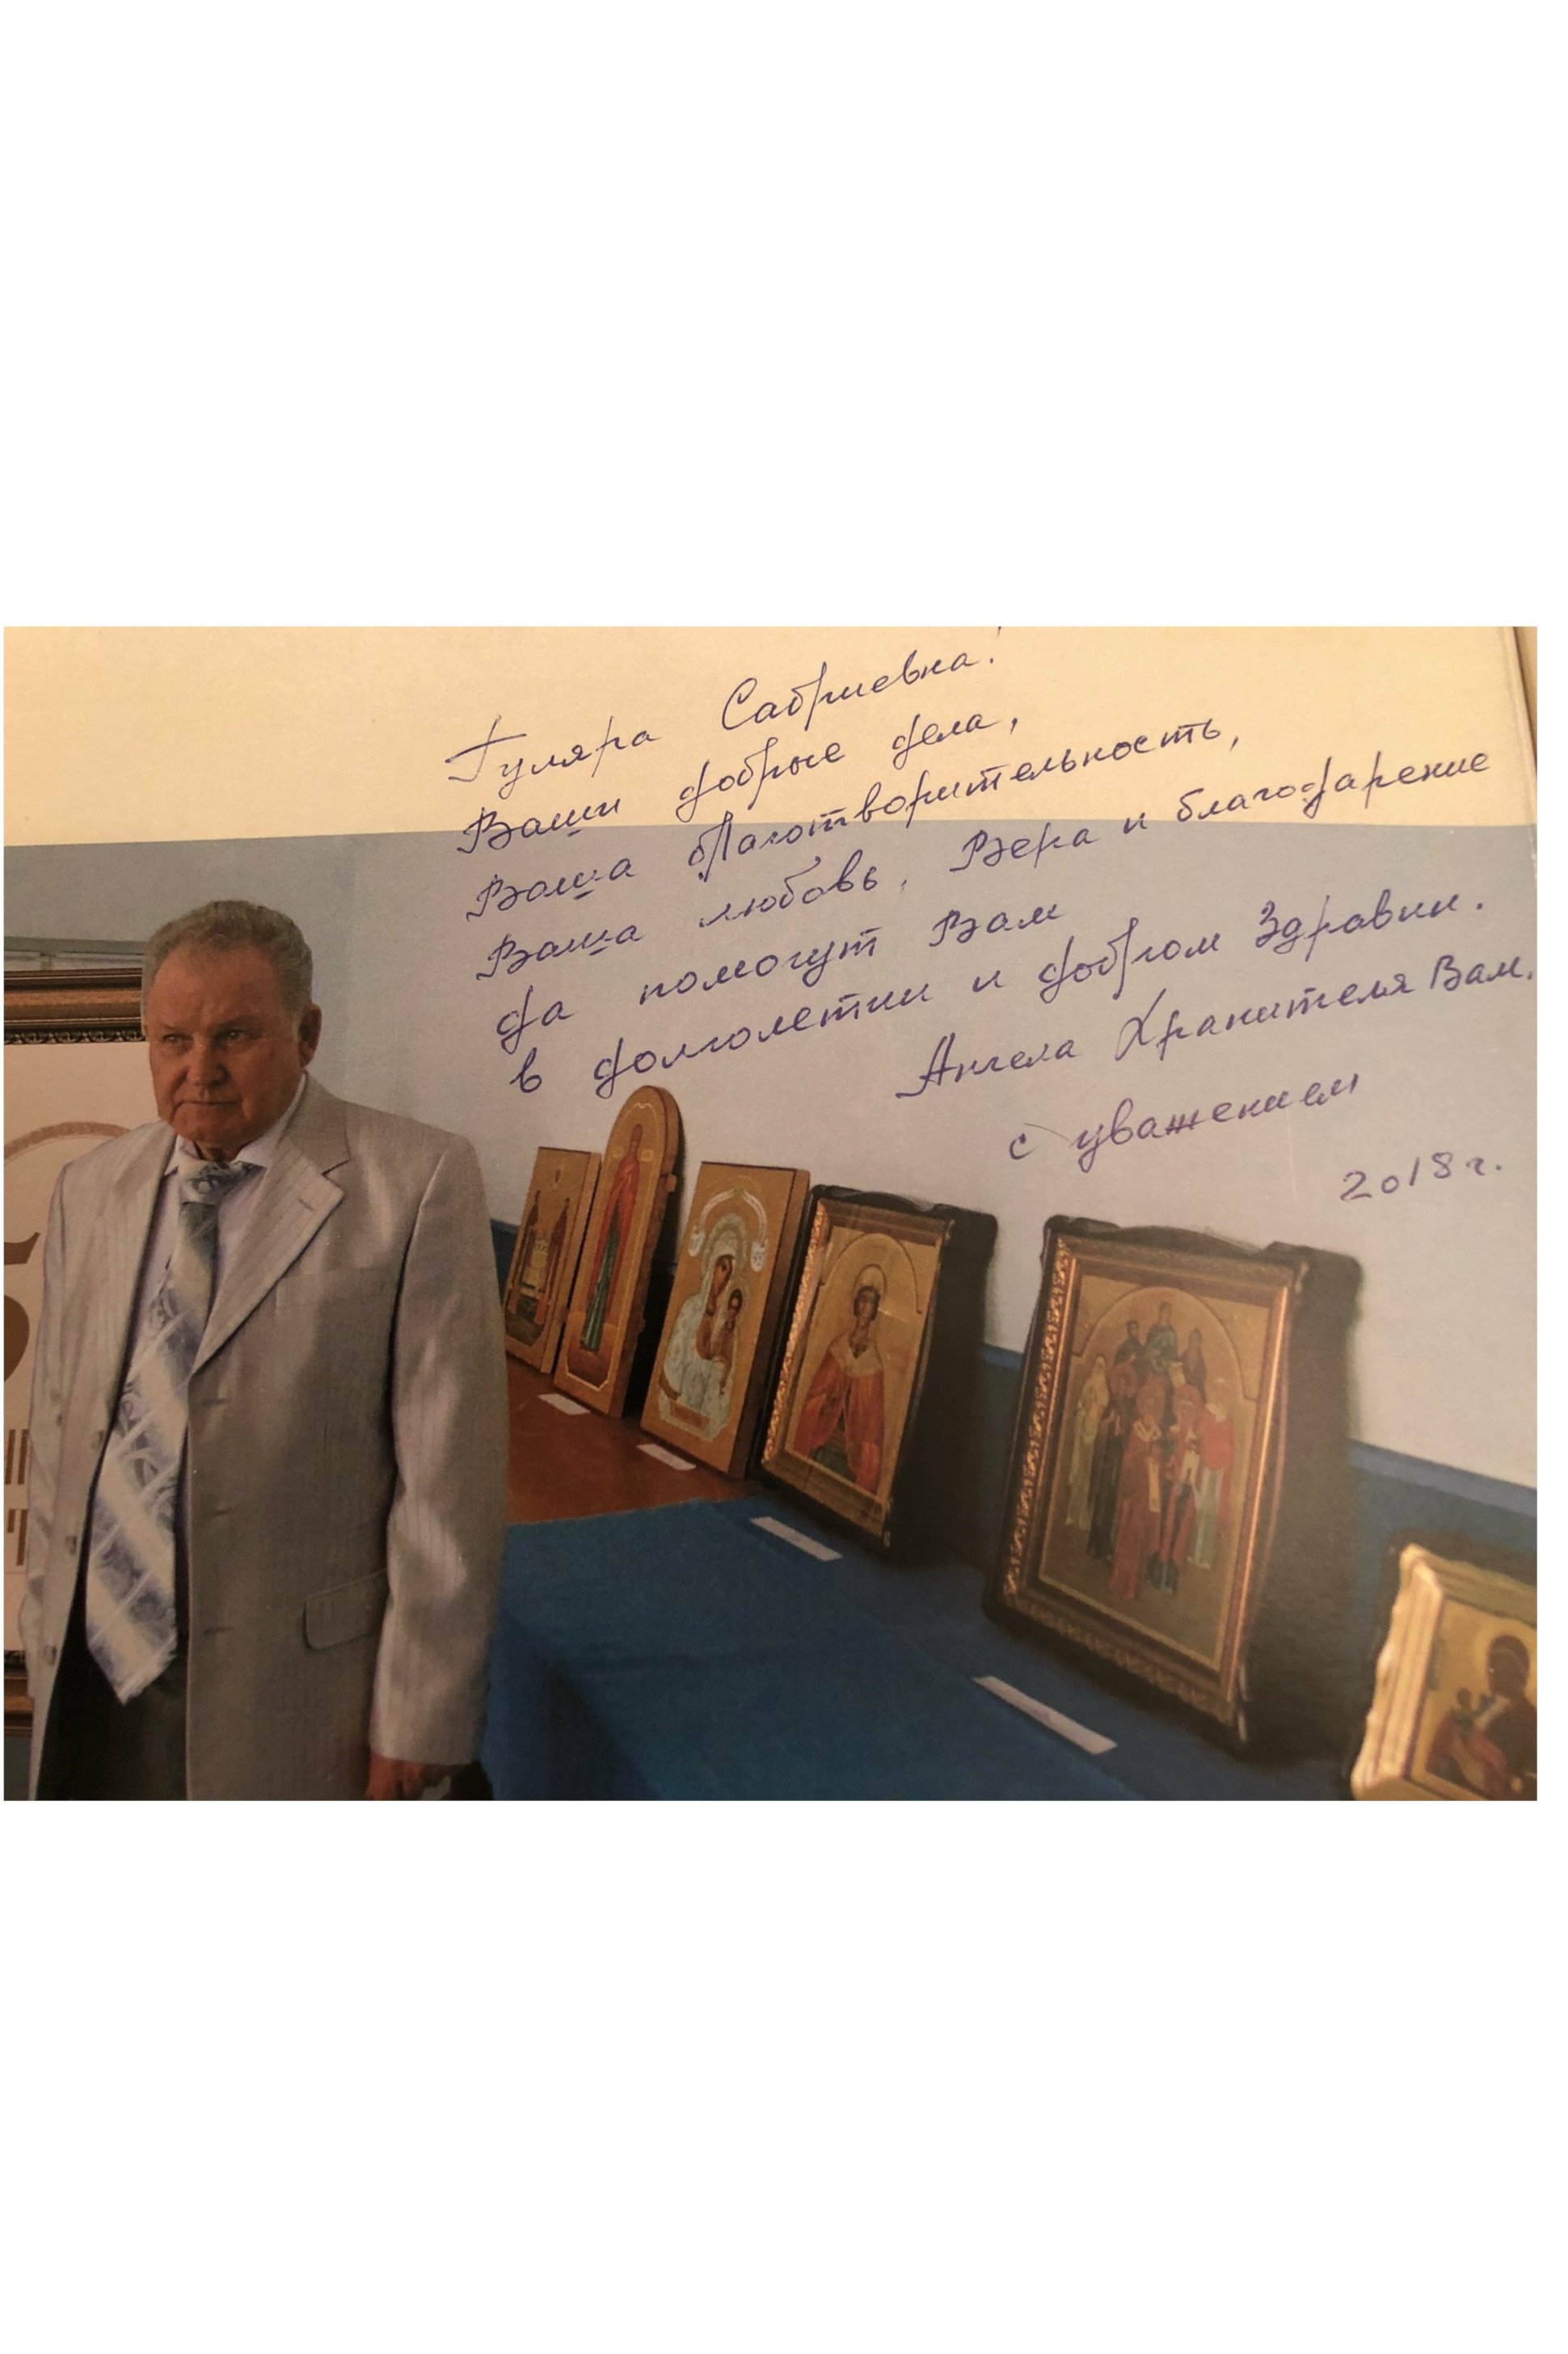 Гуляра Сабриевна!
Ваши добрые дела,
Ваша благотворительность,
Ваша любовь, Вера и благодарение
да помогут Вам
в долголетии и добром Здравии.
Ангела Хранителя Вам.
с уважением
2018 г.